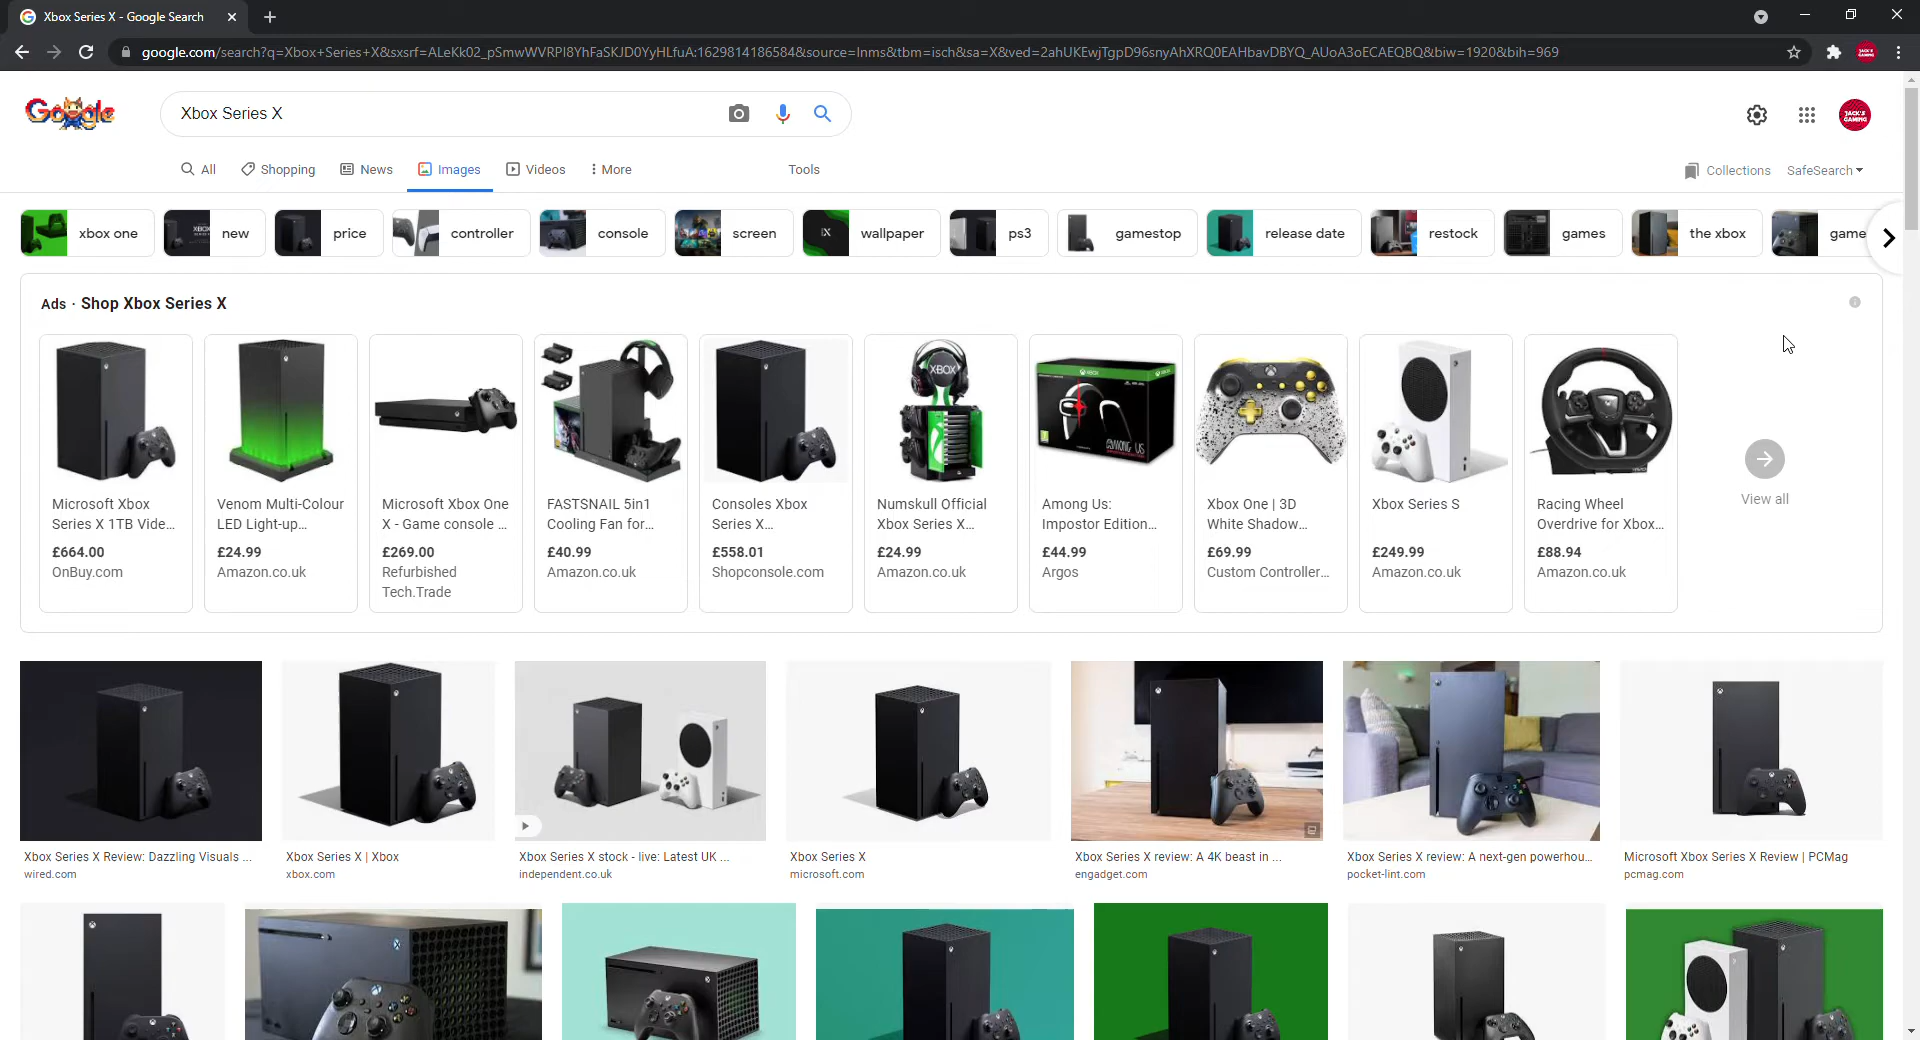 Xbox Series X - Google Search
google.com/search?q=Xbox+Series+X&sxsrf=ALeKk02_pSmwWVRPl8YhFaSKJD0YyHLfuA:1629814186584&source=lnms&tbm=isch&sa=X&ved=2ahUKEwjTgpD96snyAhXRQ0EAHbavDBYQ_AUoA3oECAEQBQ&biw=1920&bih=969
Google
Xbox Series X
JACK'S GAMING
All Shopping News Images Videos More Tools Collections SafeSearch
xbox one new price controller console screen wallpaper ps3 gamestop release date restock games the xbox game
Ads · Shop Xbox Series X
Microsoft Xbox
Series X 1TB Vide...
£664.00
OnBuy.com
Venom Multi-Colour
LED Light-up...
£24.99
Amazon.co.uk
Microsoft Xbox One
X - Game console ...
£269.00
Refurbished
Tech.Trade
FASTSNAIL 5in1
Cooling Fan for...
£40.99
Amazon.co.uk
Consoles Xbox
Series X...
£558.01
Shopconsole.com
XBOX
Numskull Official
Xbox Series X...
£24.99
Amazon.co.uk
XBOX
AMONG US
Among Us:
Impostor Edition...
£44.99
Argos
Xbox One | 3D
White Shadow...
£69.99
Custom Controller...
Xbox Series S
£249.99
Amazon.co.uk
Racing Wheel
Overdrive for Xbox...
£88.94
Amazon.co.uk
View all
Xbox Series X Review: Dazzling Visuals ...
wired.com
Xbox Series X | Xbox
xbox.com
Xbox Series X stock - live: Latest UK ...
independent.co.uk
Xbox Series X
microsoft.com
Xbox Series X review: A 4K beast in ...
engadget.com
Xbox Series X review: A next-gen powerhou...
pocket-lint.com
Microsoft Xbox Series X Review | PCMag
pcmag.com